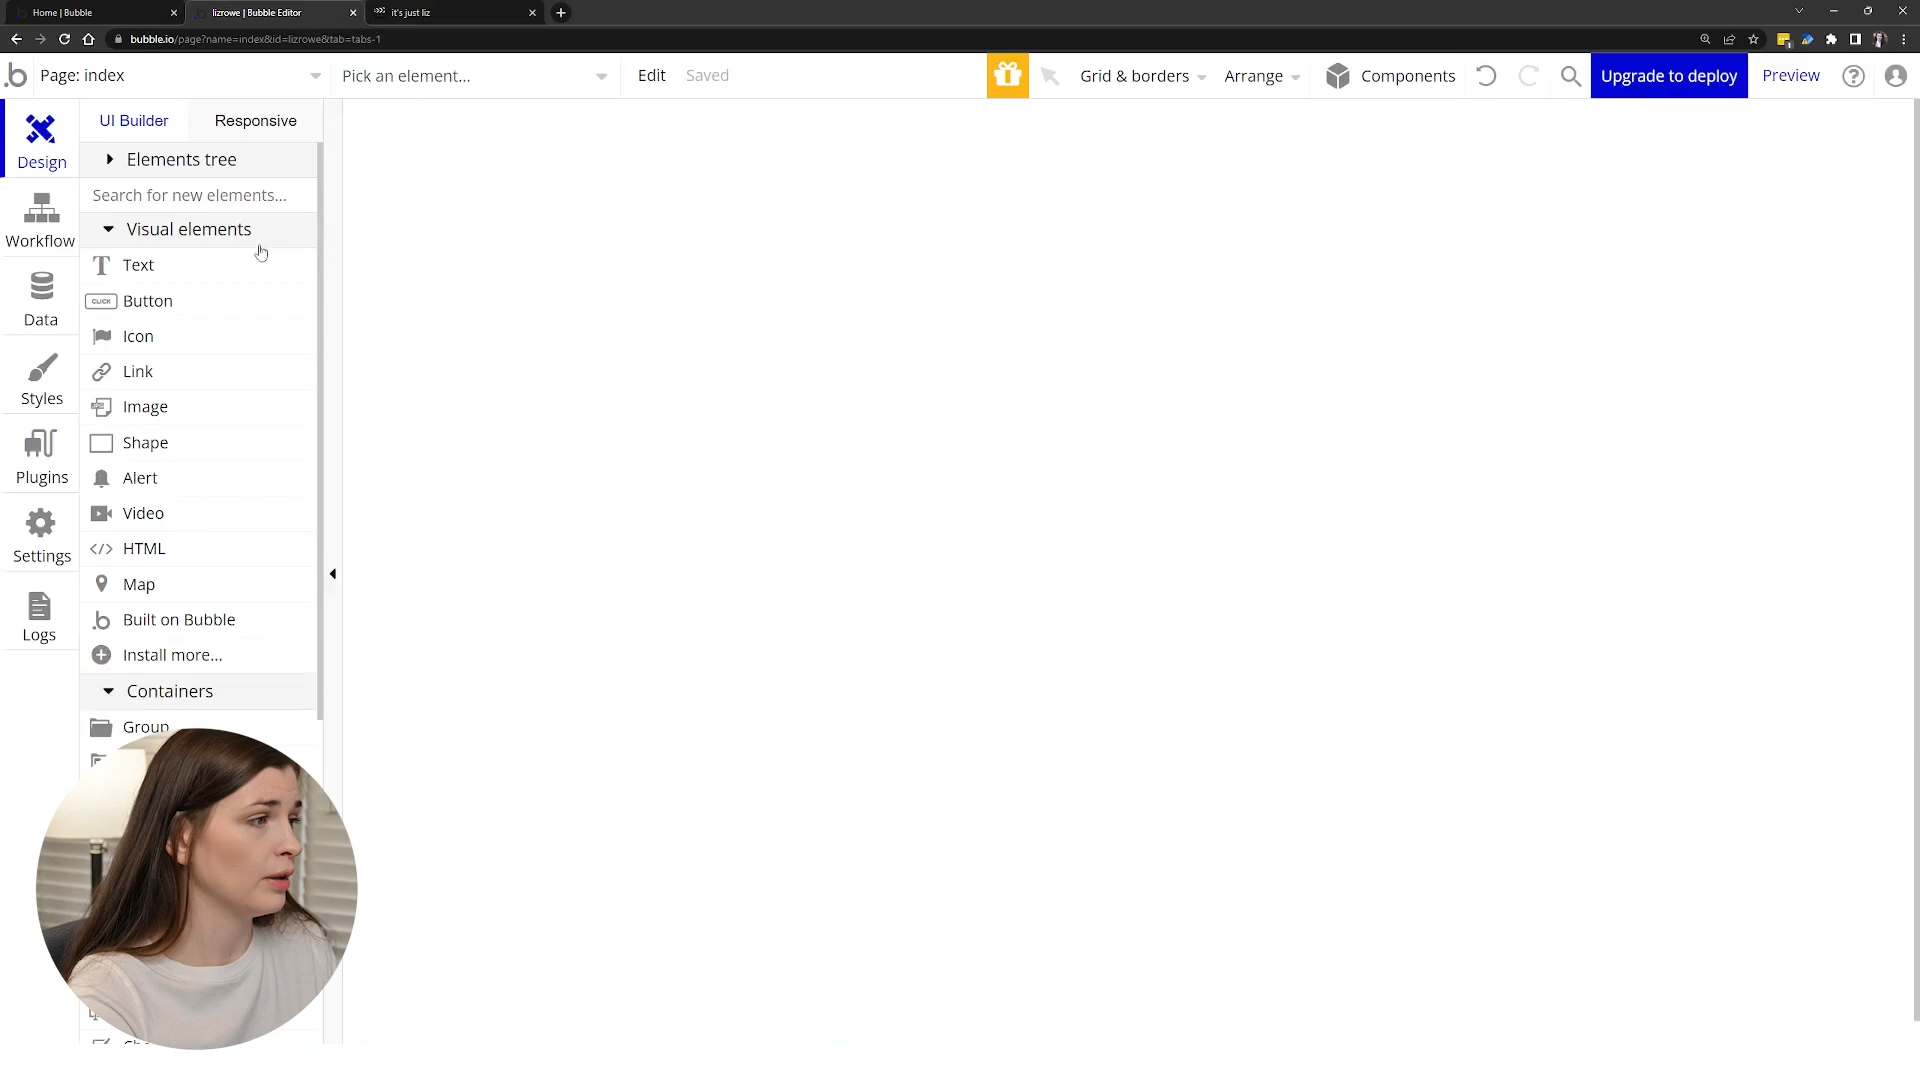 Home | Bubble
lizrowe | Bubble Editor
it's just liz
bubble.io/page?name=index&id=lizrowe&tab=tabs-1
Page: index
Pick an element...
Edit
Saved
Grid & borders
Arrange
Components
Upgrade to deploy
Preview
UI Builder
Responsive
Design
Elements tree
Search for new elements...
Workflow
Visual elements
Text
CLICK
Button
Data
Icon
Link
Styles
Image
Shape
Plugins
Alert
Video
Settings
HTML
Map
Built on Bubble
Logs
Install more...
Containers
Group